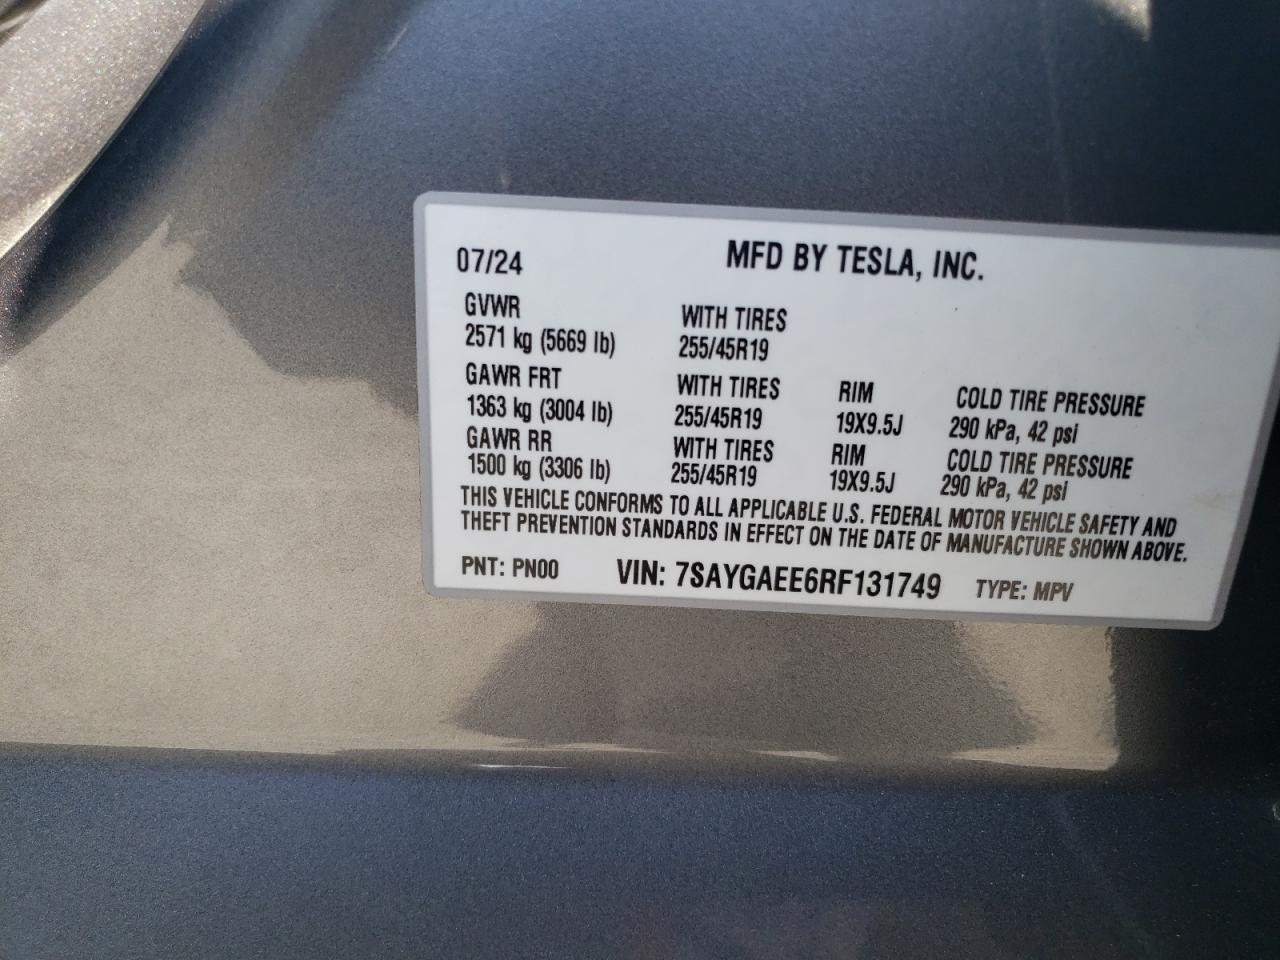 07/24 MFD BY TESLA, INC.
GVWR WITH TIRES
2571 kg (5669 lb) 255/45R19
GAWR FRT WITH TIRES RIM COLD TIRE PRESSURE
1363 kg (3004 lb) 255/45R19 19X9.5J 290 kPa, 42 psi
GAWR RR WITH TIRES RIM COLD TIRE PRESSURE
1500 kg (3306 lb) 255/45R19 19X9.5J 290 kPa, 42 psi
THIS VEHICLE CONFORMS TO ALL APPLICABLE U.S. FEDERAL MOTOR VEHICLE SAFETY AND
THEFT PREVENTION STANDARDS IN EFFECT ON THE DATE OF MANUFACTURE SHOWN ABOVE.
PNT: PN00 VIN: 7SAYGAEE6RF131749 TYPE: MPV